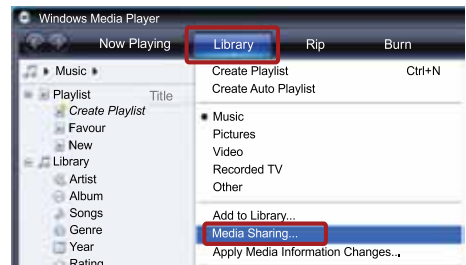 Windows Media Player
Now Playing Library Rip Burn
Music
Playlist Title
Create Playlist
Favour
New
Library
Artist
Album
Songs
Genre
Year
Rating
Create Playlist Ctrl+N
Create Auto Playlist
Music
Pictures
Video
Recorded TV
Other
Add to Library...
Media Sharing...
Apply Media Information Changes...